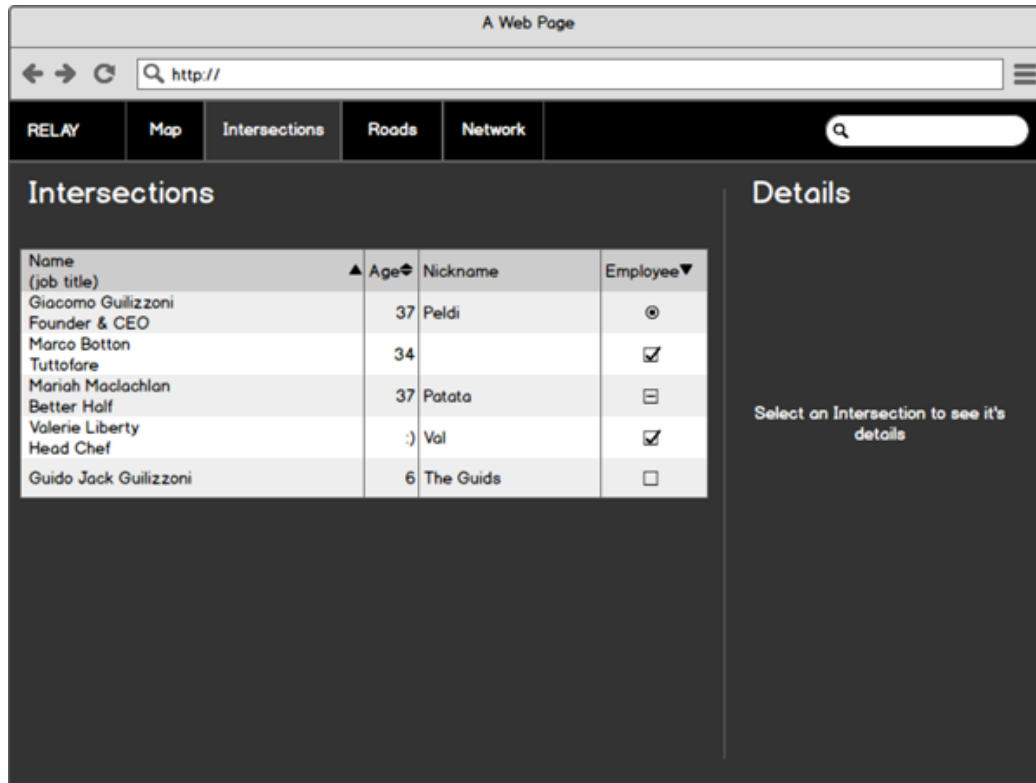 A Web Page
http://
RELAY Map Intersections Roads Network
Intersections
Details
Name
(job title) Age Nickname Employee
Giacomo Guilizzoni
Founder & CEO 37 Peldi
Marco Botton
Tuttofare 34
Mariah Maclachlan
Better Half 37 Patata
Valerie Liberty
Head Chef :) Val
Guido Jack Guilizzoni 6 The Guids
Select an Intersection to see it's
details